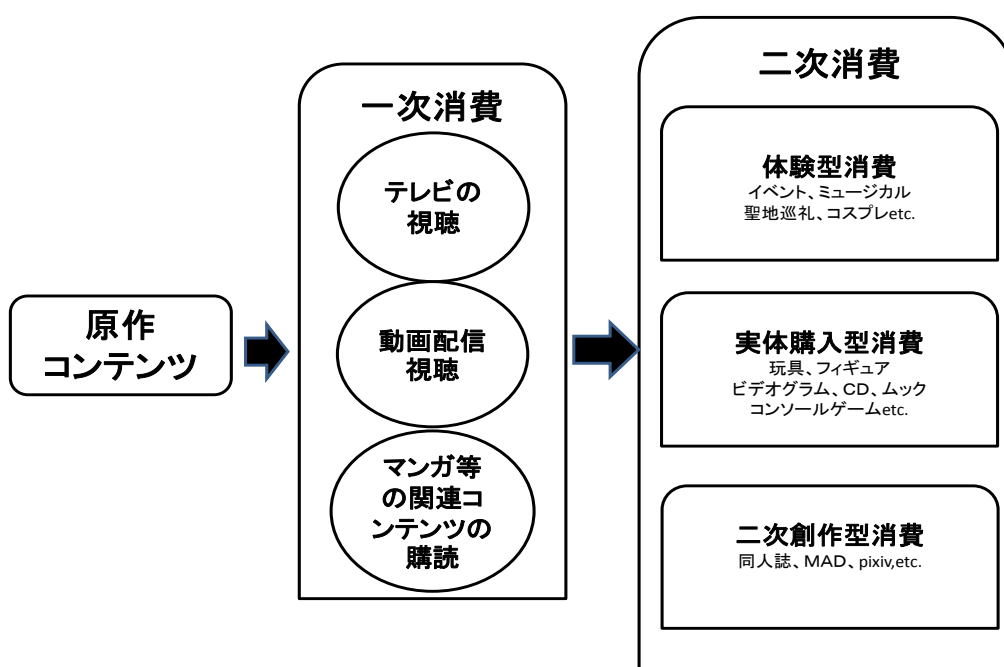 原作
コンテンツ
一次消費
テレビの
視聴
動画配信
視聴
マンガ等
の関連コ
ンテンツの
購読
二次消費
体験型消費
イベント、ミュージカル
聖地巡礼、コスプレetc.
実体購入型消費
玩具、フィギュア
ビデオグラム、CD、ムック
コンソールゲームetc.
二次創作型消費
同人誌、MAD、pixiv,etc.